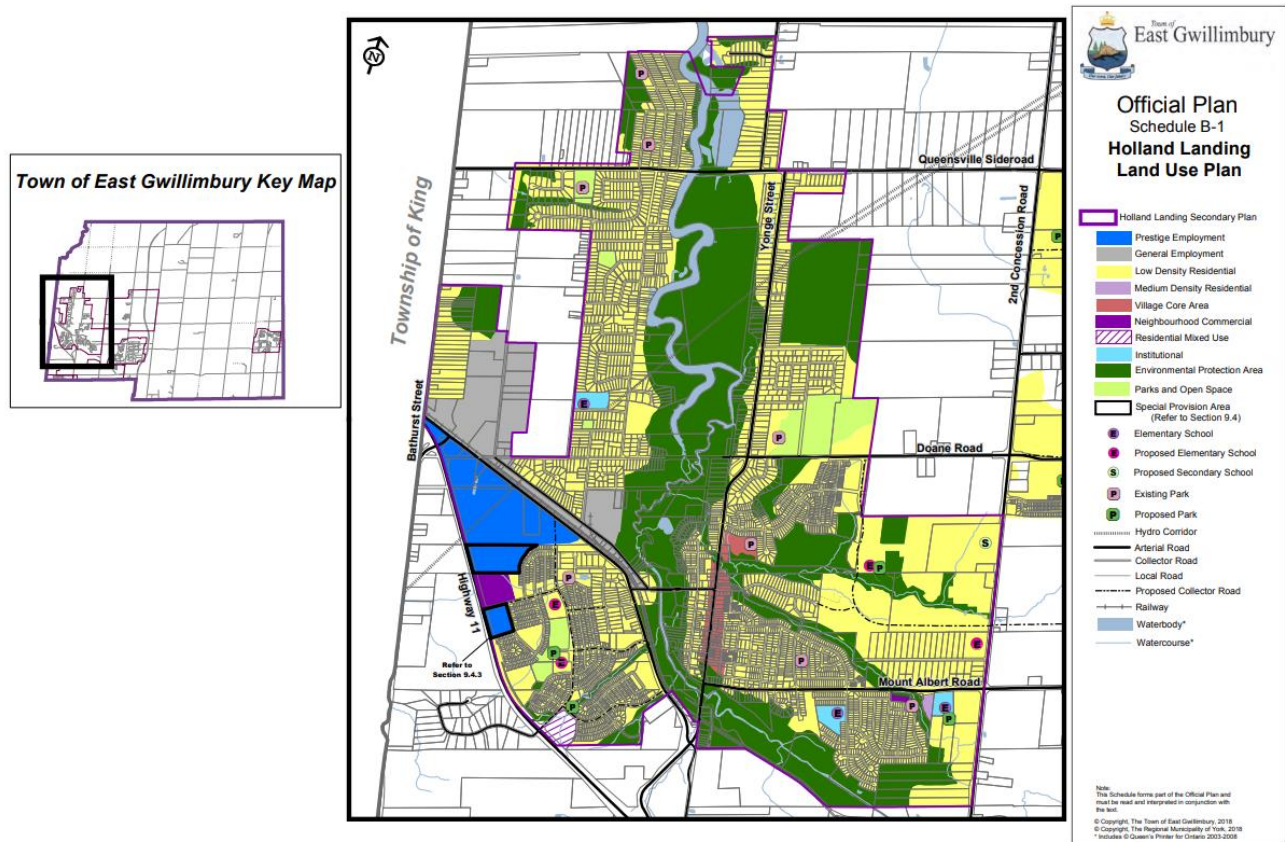 Town of East Gwillimbury Key Map
N
Township of King
Bathurst Street
Highway 11
Refer to
Section 9.4.3
Queensville Sideroad
Yonge Street
2nd Concession Road
Doane Road
Mount Albert Road
P
P
P
P
E
P
P
S
E
P
P
E
P
E
P
E
P
P
E
P
E
P
P
Town of
East Gwillimbury
Official Plan
Schedule B-1
Holland Landing
Land Use Plan
Holland Landing Secondary Plan
Prestige Employment
General Employment
Low Density Residential
Medium Density Residential
Village Core Area
Neighbourhood Commercial
Residential Mixed Use
Institutional
Environmental Protection Area
Parks and Open Space
Special Provision Area
(Refer to Section 9.4)
E Elementary School
E Proposed Elementary School
S Proposed Secondary School
P Existing Park
P Proposed Park
Hydro Corridor
Arterial Road
Collector Road
Local Road
Proposed Collector Road
Railway
Waterbody*
Watercourse*
Note:
This Schedule forms part of the Official Plan and
must be read and interpreted in conjunction with
the text.
© Copyright, The Town of East Gwillimbury, 2018
© Copyright, The Regional Municipality of York, 2018
* Includes © Queen's Printer for Ontario 2003-2008